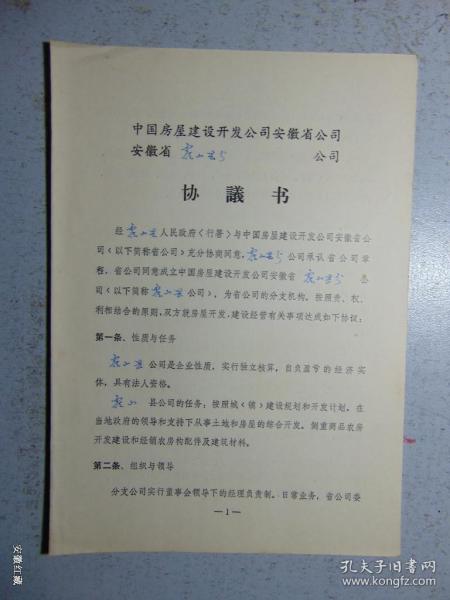 中国房屋建设开发公司安徽省公司
安徽省 霍山县分 公司
协議书
经霍山县人民政府（行署）与中国房屋建设开发公司安徽省公
司（以下简称省公司）充分协商同意，霍山县分公司承认省公司章
程，省公司同意成立中国房屋建设开发公司安徽省 霍山县分 公
司（以下简称霍山县公司），为省公司的分支机构。按照责、权、
利相结合的原则，双方就房屋开发、建设经营有关事项达成如下协议：
第一条、性质与任务
霍山县公司是企业性质，实行独立核算，自负盈亏的经济实
体，具有法人资格。
霍山 县公司的任务：按照城（镇）建设规划和开发计划，在
当地政府的领导和支持下从事土地和房屋的综合开发。侧重商品农房
开发建设和经销农房构配件及建筑材料。
第二条、组织与领导
分支公司实行董事会领导下的经理负责制。日常业务，省公司委
—1—
安徽红藏
孔夫子旧书网
www.kongfz.com